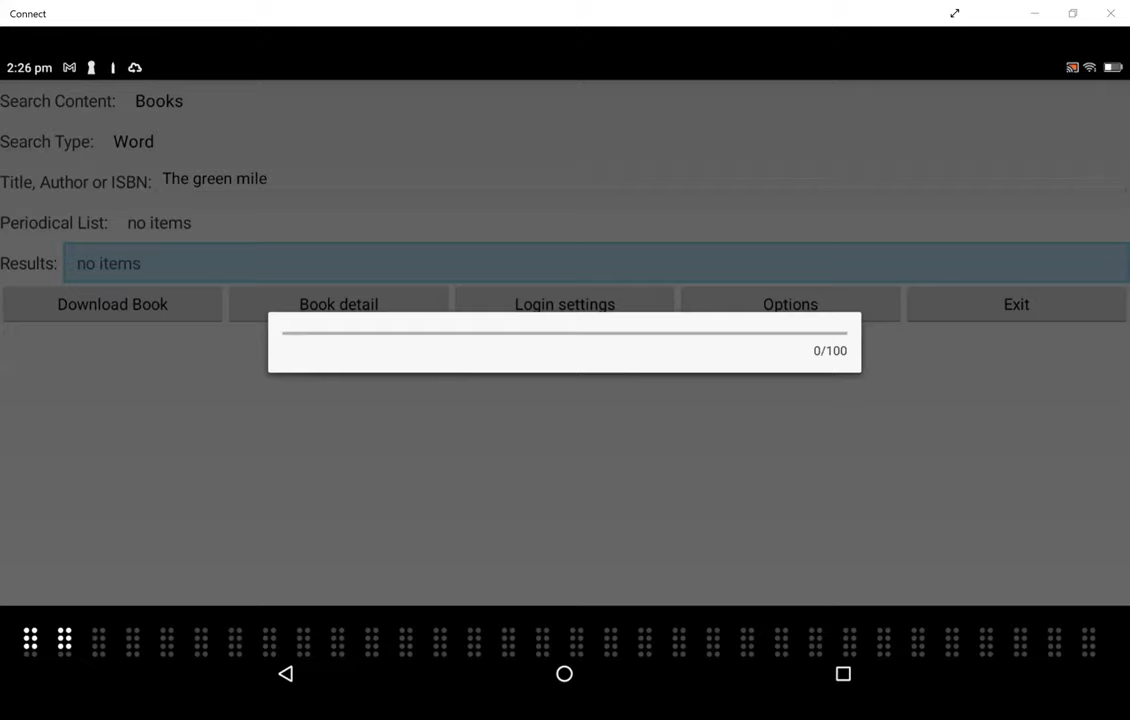 Connect
2:26 pm
Search Content: Books
Search Type: Word
Title, Author or ISBN: The green mile
Periodical List: no items
Results: no items
Download Book Book detail Login settings Options Exit
0/100